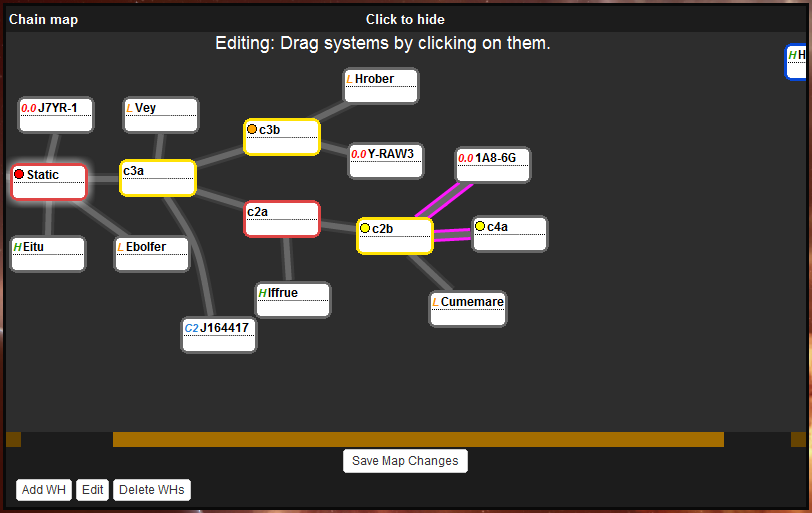 Chain map Click to hide
Editing: Drag systems by clicking on them.
H H
L Hrober
0.0 J7YR-1
L Vey
c3b
0.0 Y-RAW3
0.0 1A8-6G
Static
c3a
c2a
c2b
c4a
H Eitu
L Ebolfer
H Iffrue
L Cumemare
C2 J164417
Save Map Changes
Add WH Edit Delete WHs